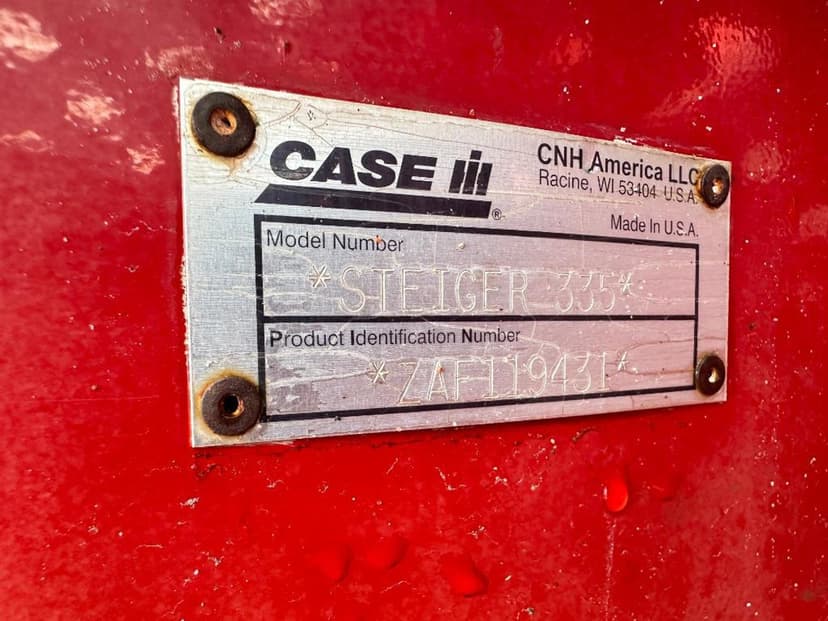 CASE IH ®
CNH America LLC
Racine, WI 53404 U.S.A.
Made In U.S.A.
Model Number
*STEIGER 335*
Product Identification Number
*ZAF119431*